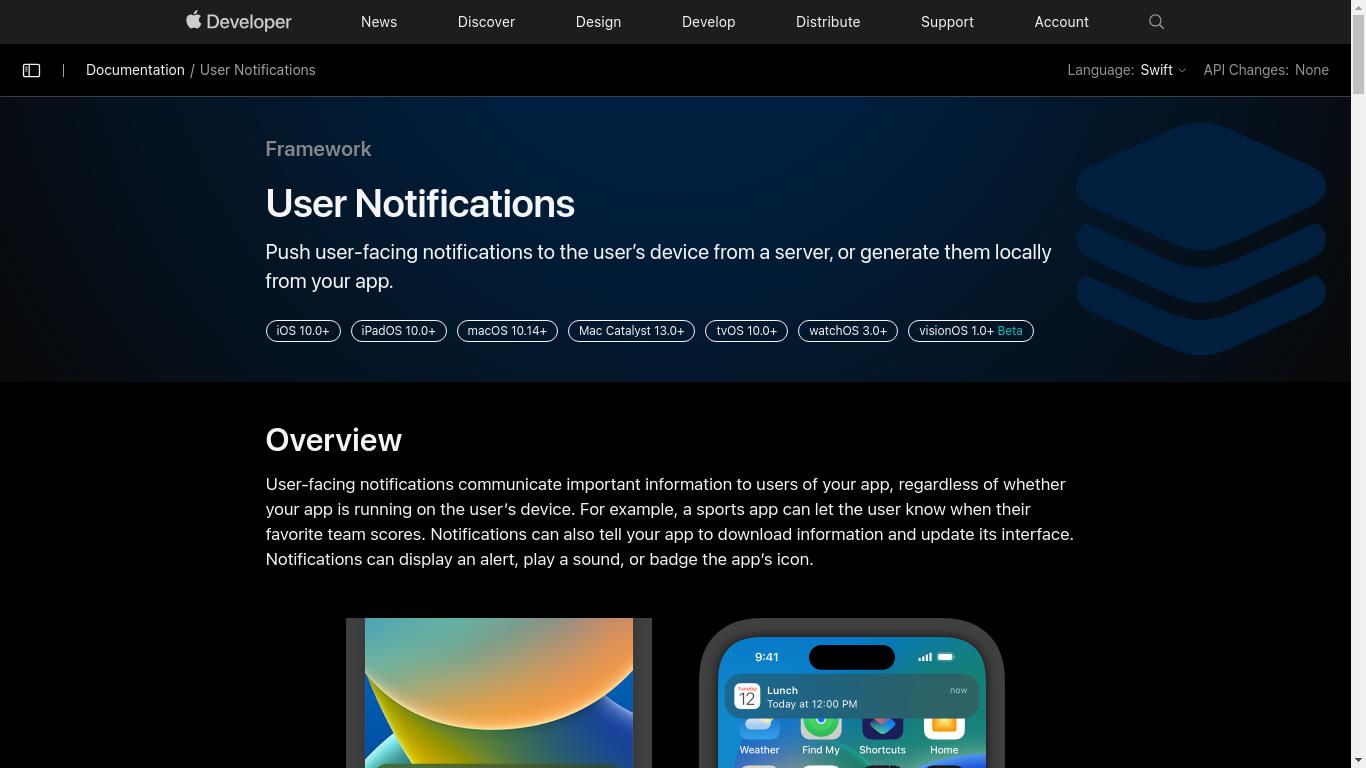 Developer
News
Discover
Design
Develop
Distribute
Support
Account
Documentation / User Notifications
Language: Swift
API Changes: None
Framework
User Notifications
Push user-facing notifications to the user’s device from a server, or generate them locally
from your app.
iOS 10.0+
iPadOS 10.0+
macOS 10.14+
Mac Catalyst 13.0+
tvOS 10.0+
watchOS 3.0+
visionOS 1.0+ Beta
Overview
User-facing notifications communicate important information to users of your app, regardless of whether
your app is running on the user’s device. For example, a sports app can let the user know when their
favorite team scores. Notifications can also tell your app to download information and update its interface.
Notifications can display an alert, play a sound, or badge the app’s icon.
9:41
Tuesday
12
Lunch
now
Today at 12:00 PM
Weather
Find My
Shortcuts
Home